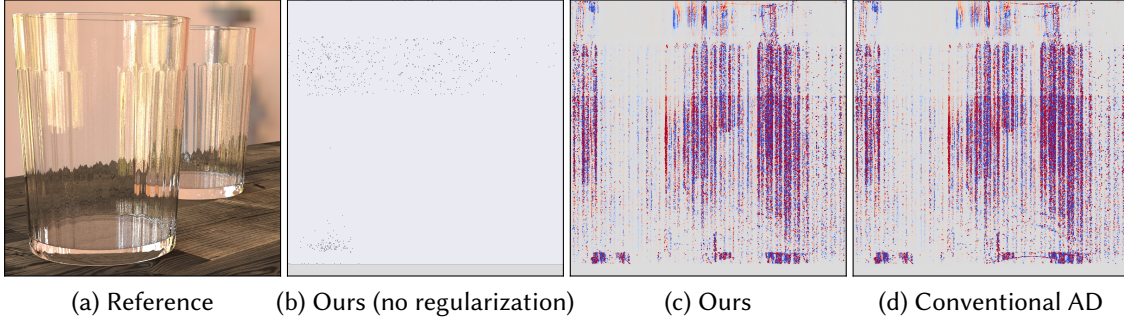 (a) Reference
(b) Ours (no regularization)
(c) Ours
(d) Conventional AD